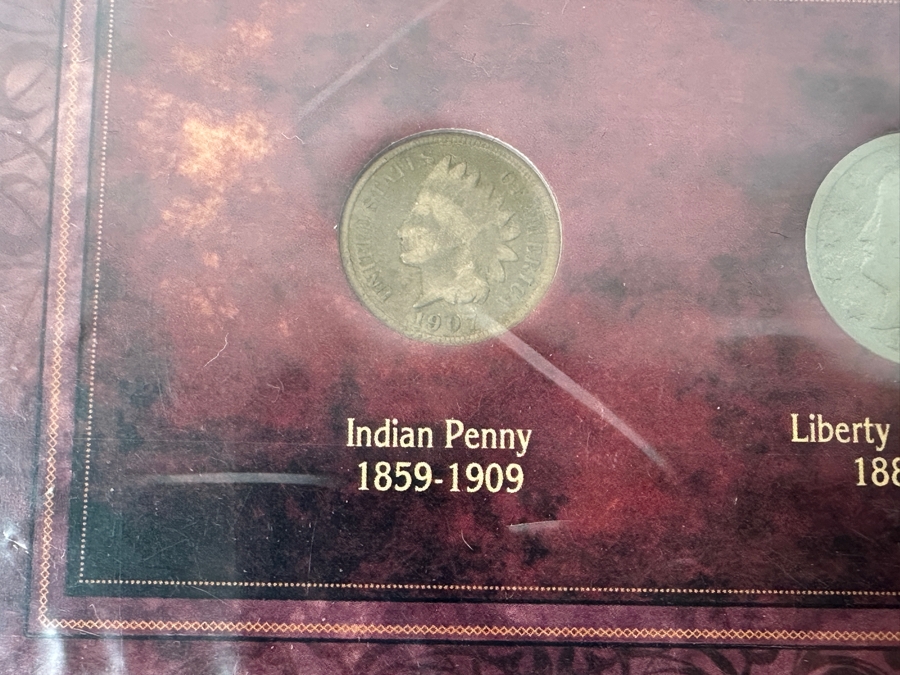 UNITED STATES OF AMERICA
1907
Indian Penny
1859-1909
Liberty
188